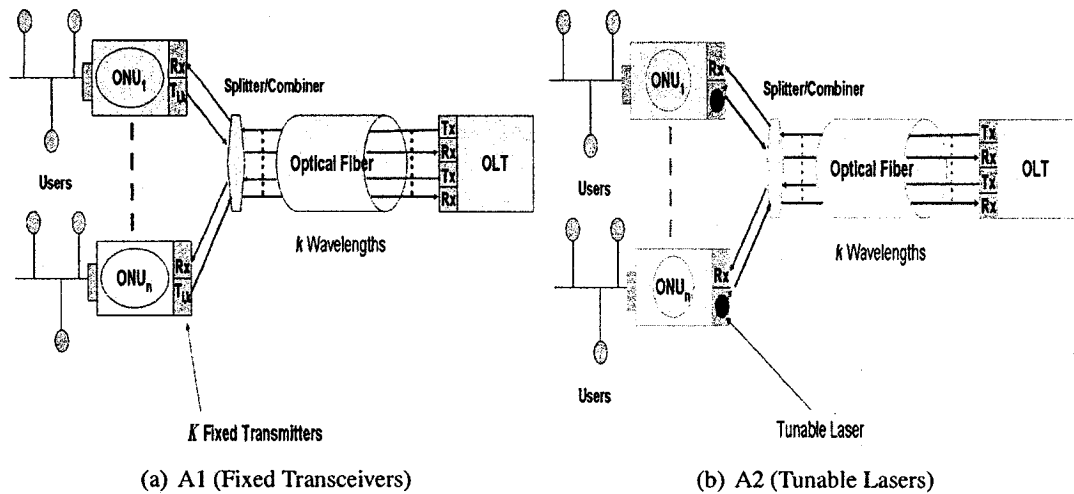 ONU1
Rx
T1,k
Splitter/Combiner
Optical Fiber
Tx
Rx
Tx
Rx
OLT
Users
k Wavelengths
ONUn
Rx
K Fixed Transmitters
(a) A1 (Fixed Transceivers)
ONU1
Rx
Splitter/Combiner
Optical Fiber
Tx
Rx
Tx
Rx
OLT
Users
k Wavelengths
ONUn
Rx
Users
Tunable Laser
(b) A2 (Tunable Lasers)